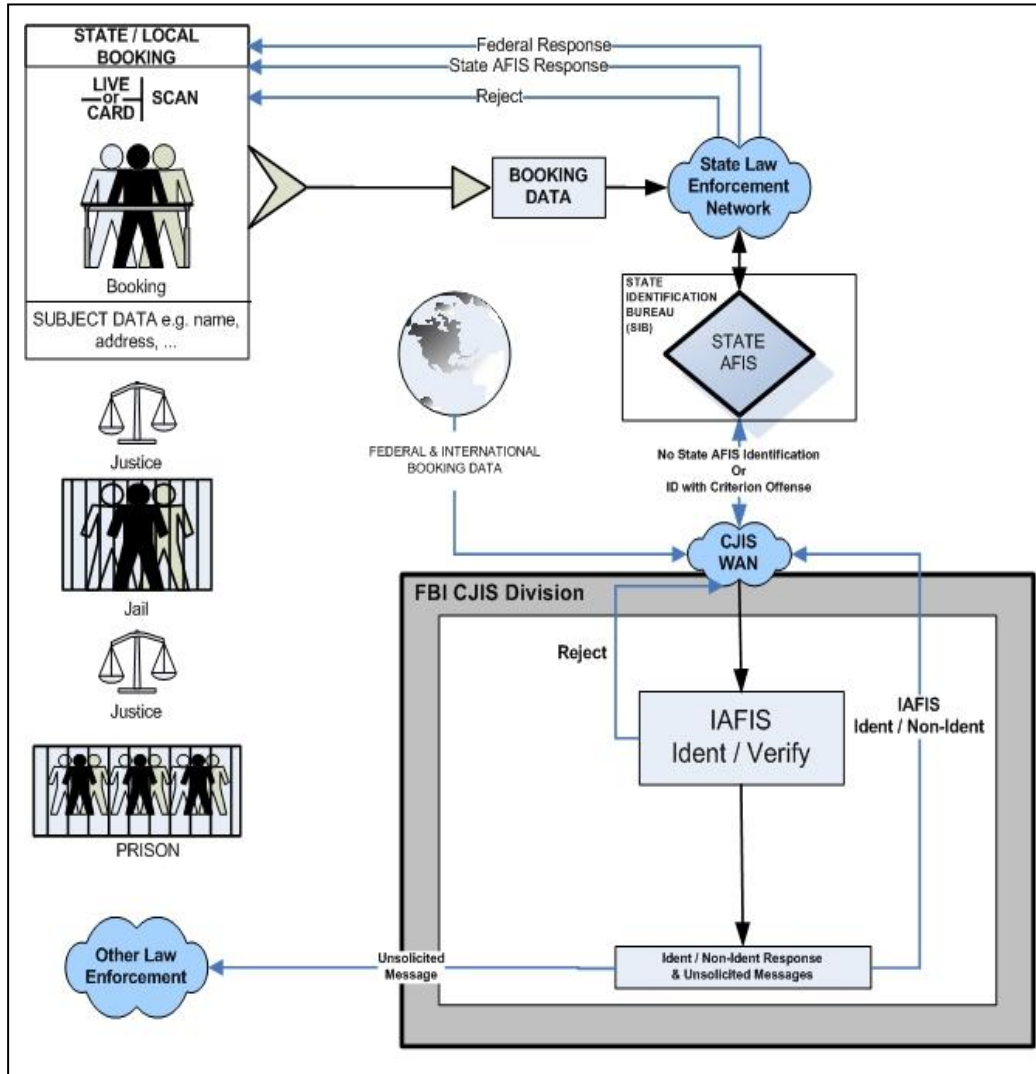 STATE / LOCAL
BOOKING
LIVE
or
CARD
SCAN
Booking
SUBJECT DATA e.g. name,
address, ...
Federal Response
State AFIS Response
Reject
BOOKING
DATA
State Law
Enforcement
Network
STATE
IDENTIFICATION
BUREAU
(SIB)
STATE
AFIS
FEDERAL & INTERNATIONAL
BOOKING DATA
No State AFIS Identification
Or
ID with Criterion Offense
Justice
Jail
Justice
PRISON
CJIS
WAN
FBI CJIS Division
Reject
IAFIS
Ident / Verify
IAFIS
Ident / Non-Ident
Ident / Non-Ident Response
& Unsolicited Messages
Unsolicited
Message
Other Law
Enforcement